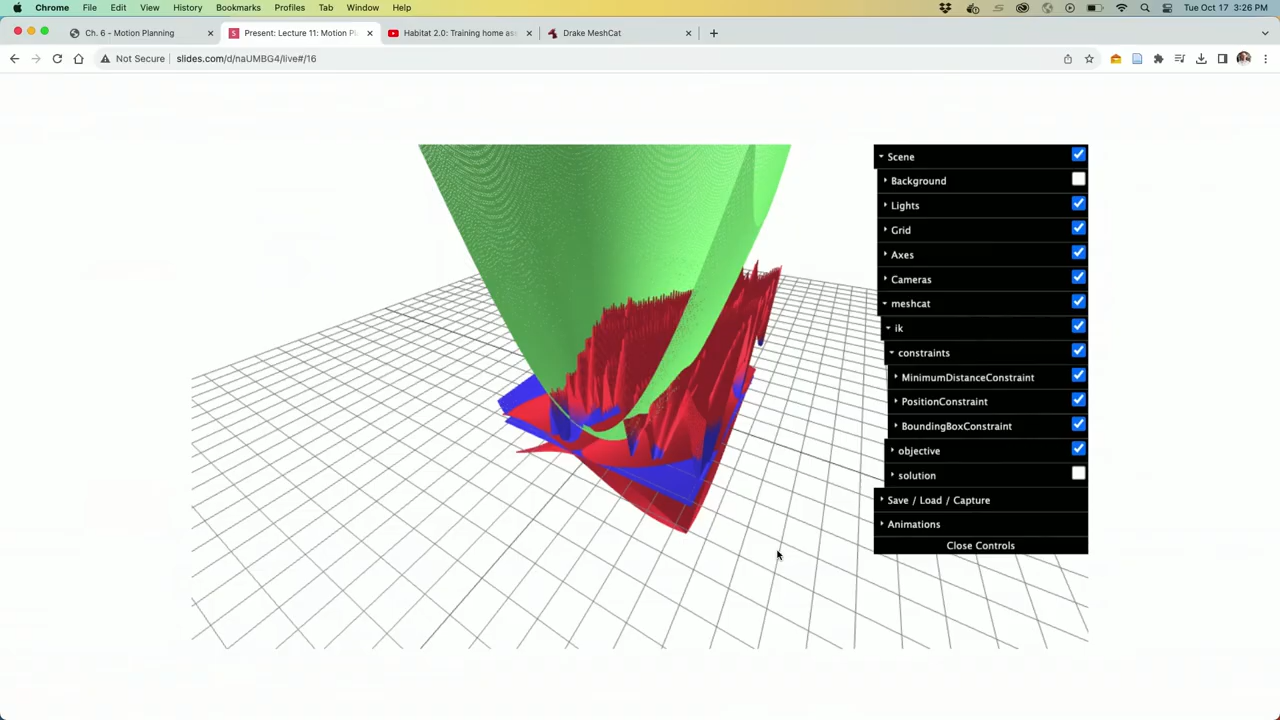 Chrome File Edit View History Bookmarks Profiles Tab Window Help Tue Oct 17 3:26 PM
Ch. 6 - Motion Planning Present: Lecture 11: Motion Pl Habitat 2.0: Training home ass Drake MeshCat
Not Secure slides.com/d/naUMBG4/live#/16
Scene
Background
Lights
Grid
Axes
Cameras
meshcat
ik
constraints
MinimumDistanceConstraint
PositionConstraint
BoundingBoxConstraint
objective
solution
Save / Load / Capture
Animations
Close Controls